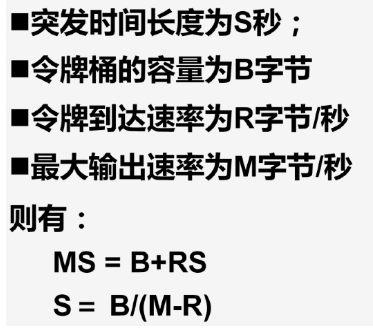 ■突发时间长度为S秒；
■令牌桶的容量为B字节
■令牌到达速率为R字节/秒
■最大输出速率为M字节/秒
则有：
MS = B+RS
S = B/(M-R)